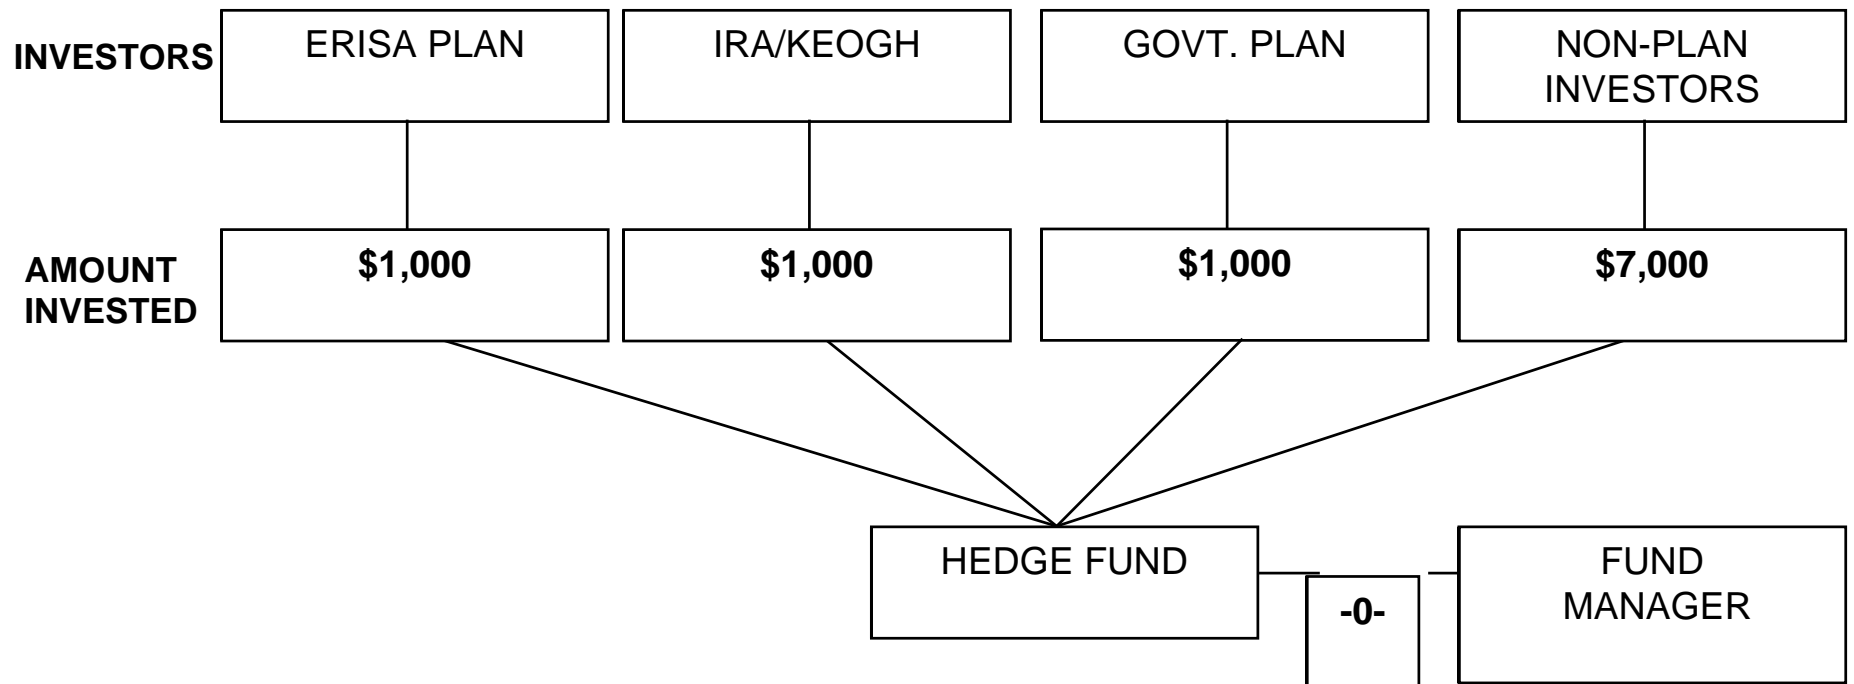 INVESTORS
ERISA PLAN
IRA/KEOGH
GOVT. PLAN
NON-PLAN
INVESTORS
AMOUNT
INVESTED
$1,000
$1,000
$1,000
$7,000
HEDGE FUND
-0-
FUND
MANAGER